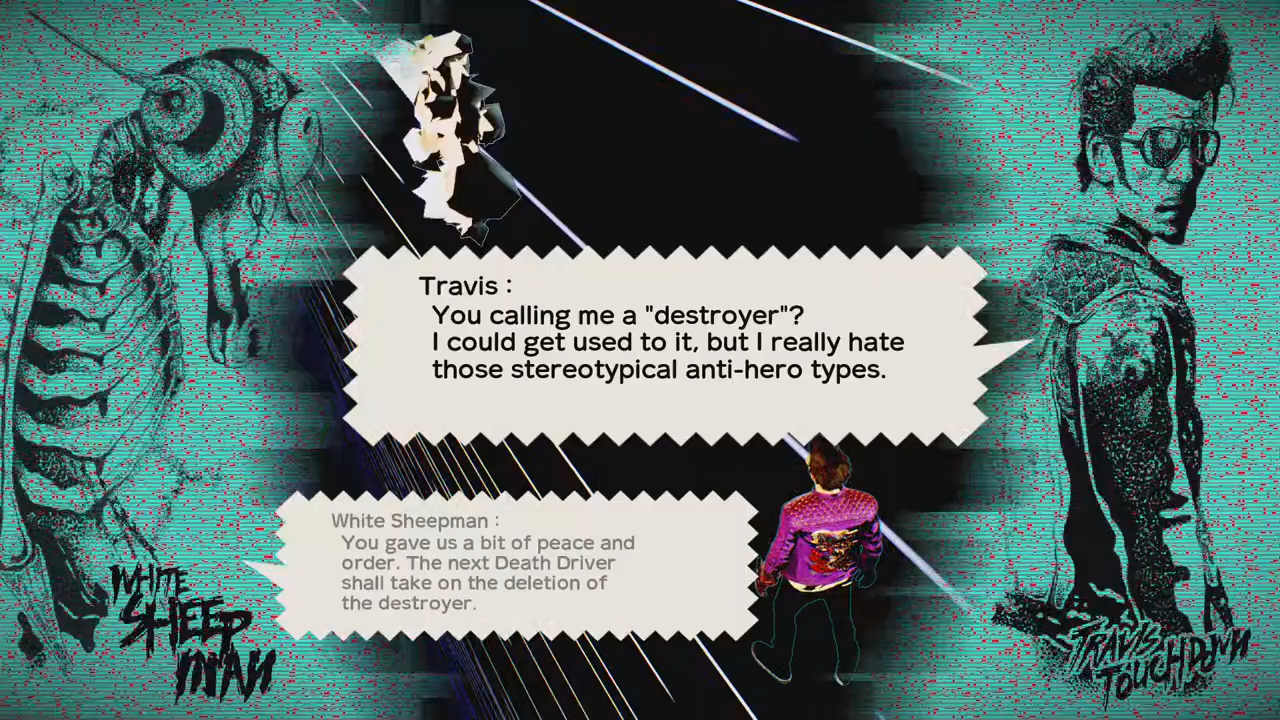 Travis :
You calling me a "destroyer"?
I could get used to it, but I really hate
those stereotypical anti-hero types.
White Sheepman :
You gave us a bit of peace and
order. The next Death Driver
shall take on the deletion of
the destroyer.
WHITE
SHEEP
MAN
TRAVIS
TOUCHDOWN